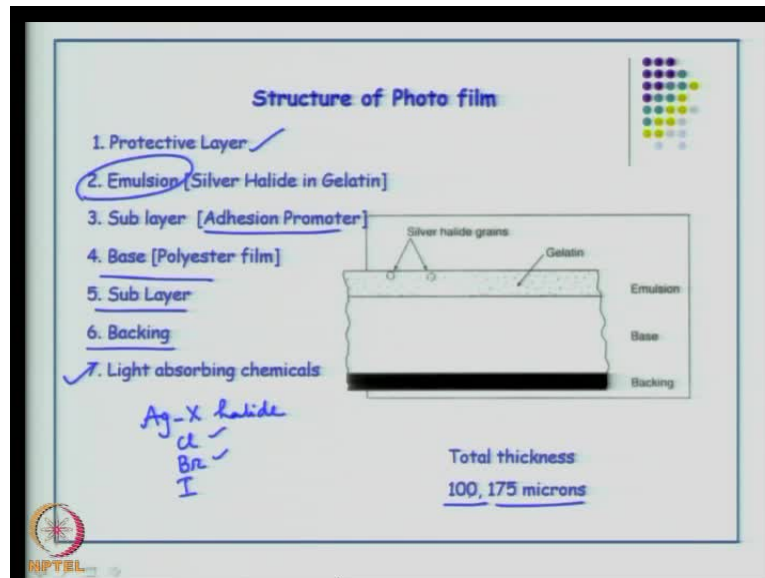 Structure of Photo film
1. Protective Layer
2. Emulsion [Silver Halide in Gelatin]
3. Sub layer [Adhesion Promoter]
4. Base [Polyester film]
5. Sub Layer
6. Backing
7. Light absorbing chemicals
Ag-X halide
Cl
Br
I
Silver halide grains
Gelatin
Emulsion
Base
Backing
Total thickness
100, 175 microns
NPTEL